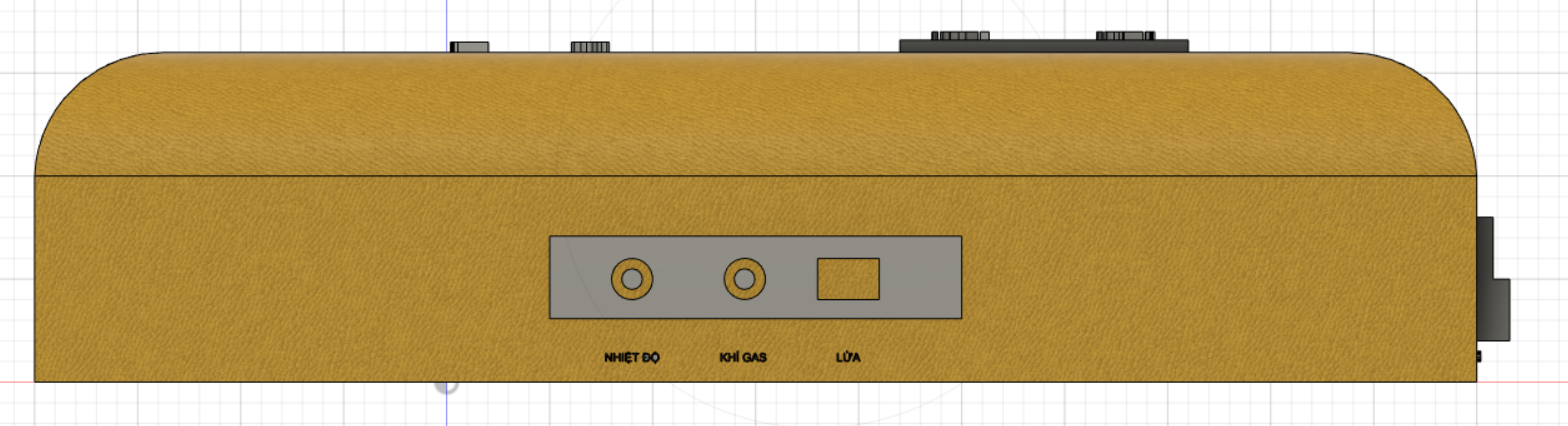 NHIỆT ĐỘ KHÍ GAS LỬA